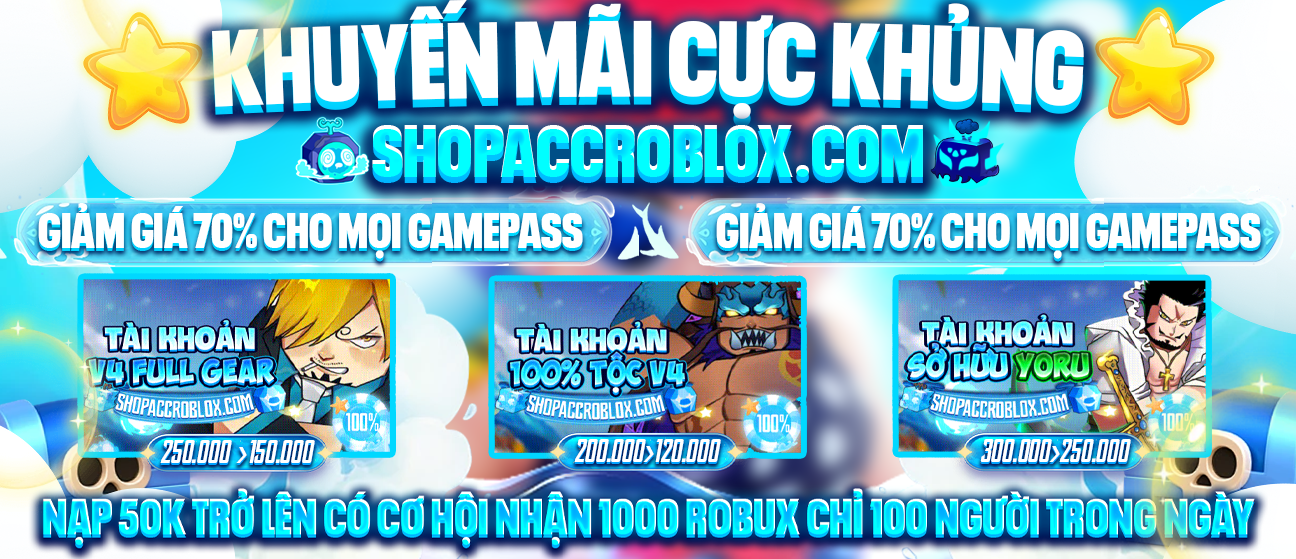 KHUYẾN MÃI CỰC KHỦNG
SHOPACCROBLOX.COM
GIẢM GIÁ 70% CHO MỌI GAMEPASS
GIẢM GIÁ 70% CHO MỌI GAMEPASS
TÀI KHOẢN
V4 FULL GEAR
SHOPACCROBLOX.COM
100%
250.000 >150.000
TÀI KHOẢN
100% TỘC V4
SHOPACCROBLOX.COM
100%
200.000>120.000
TÀI KHOẢN
SỞ HỮU YORU
SHOPACCROBLOX.COM
100%
300.000>250.000
NẠP 50K TRỞ LÊN CÓ CƠ HỘI NHẬN 1000 ROBUX CHỈ 100 NGƯỜI TRONG NGÀY